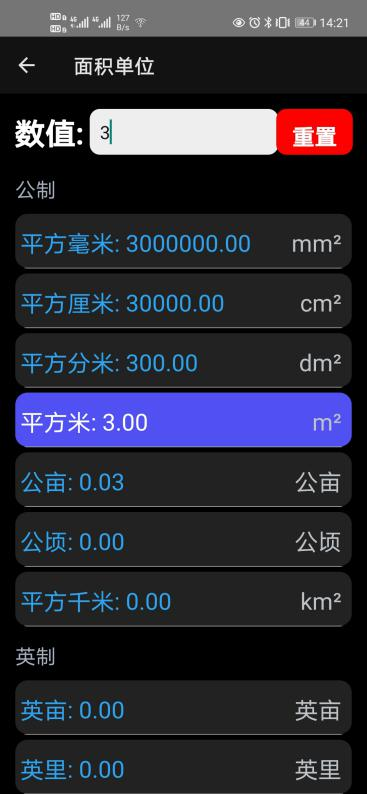 127 B/s 44 14:21
面积单位
数值: 3 重置
公制
平方毫米: 3000000.00 mm²
平方厘米: 30000.00 cm²
平方分米: 300.00 dm²
平方米: 3.00 m²
公亩: 0.03 公亩
公顷: 0.00 公顷
平方千米: 0.00 km²
英制
英亩: 0.00 英亩
英里: 0.00 英里